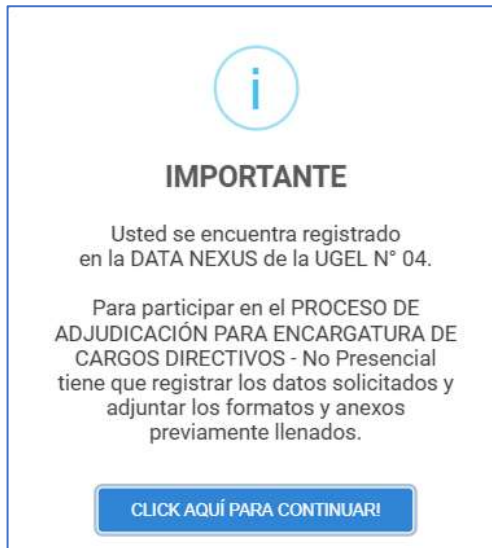 i
IMPORTANTE
Usted se encuentra registrado
en la DATA NEXUS de la UGEL N° 04.
Para participar en el PROCESO DE
ADJUDICACIÓN PARA ENCARGATURA DE
CARGOS DIRECTIVOS - No Presencial
tiene que registrar los datos solicitados y
adjuntar los formatos y anexos
previamente llenados.
CLICK AQUÍ PARA CONTINUAR!